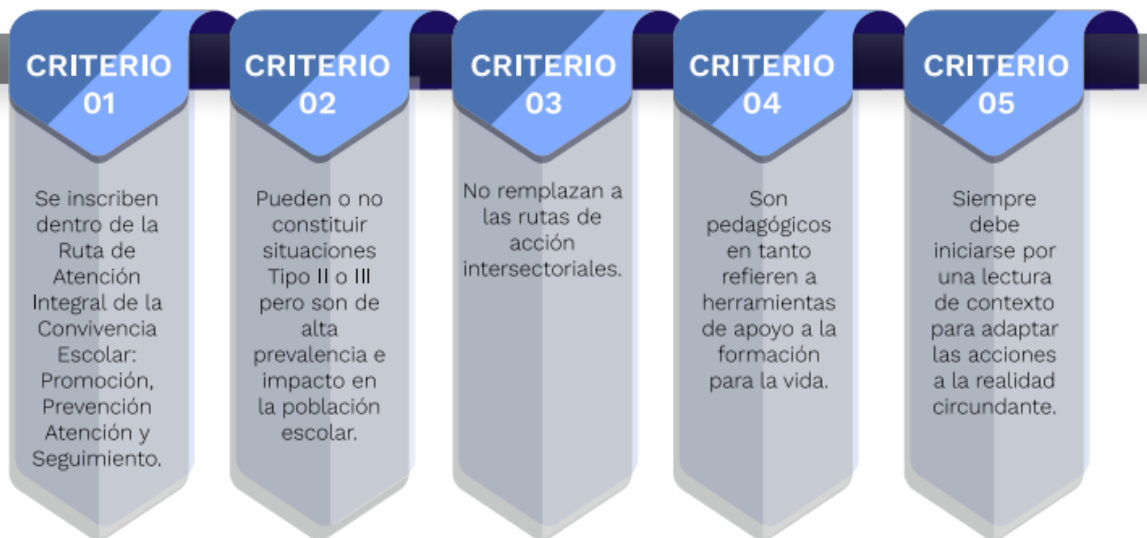 CRITERIO
01
Se inscriben
dentro de la
Ruta de
Atención
Integral de la
Convivencia
Escolar:
Promoción,
Prevención
Atención y
Seguimiento.
CRITERIO
02
Pueden o no
constituir
situaciones
Tipo II o III
pero son de
alta
prevalencia e
impacto en
la población
escolar.
CRITERIO
03
No remplazan a
las rutas de
acción
intersectoriales.
CRITERIO
04
Son
pedagógicos
en tanto
refieren a
herramientas
de apoyo a la
formación
para la vida.
CRITERIO
05
Siempre
debe
iniciarse por
una lectura
de contexto
para adaptar
las acciones
a la realidad
circundante.